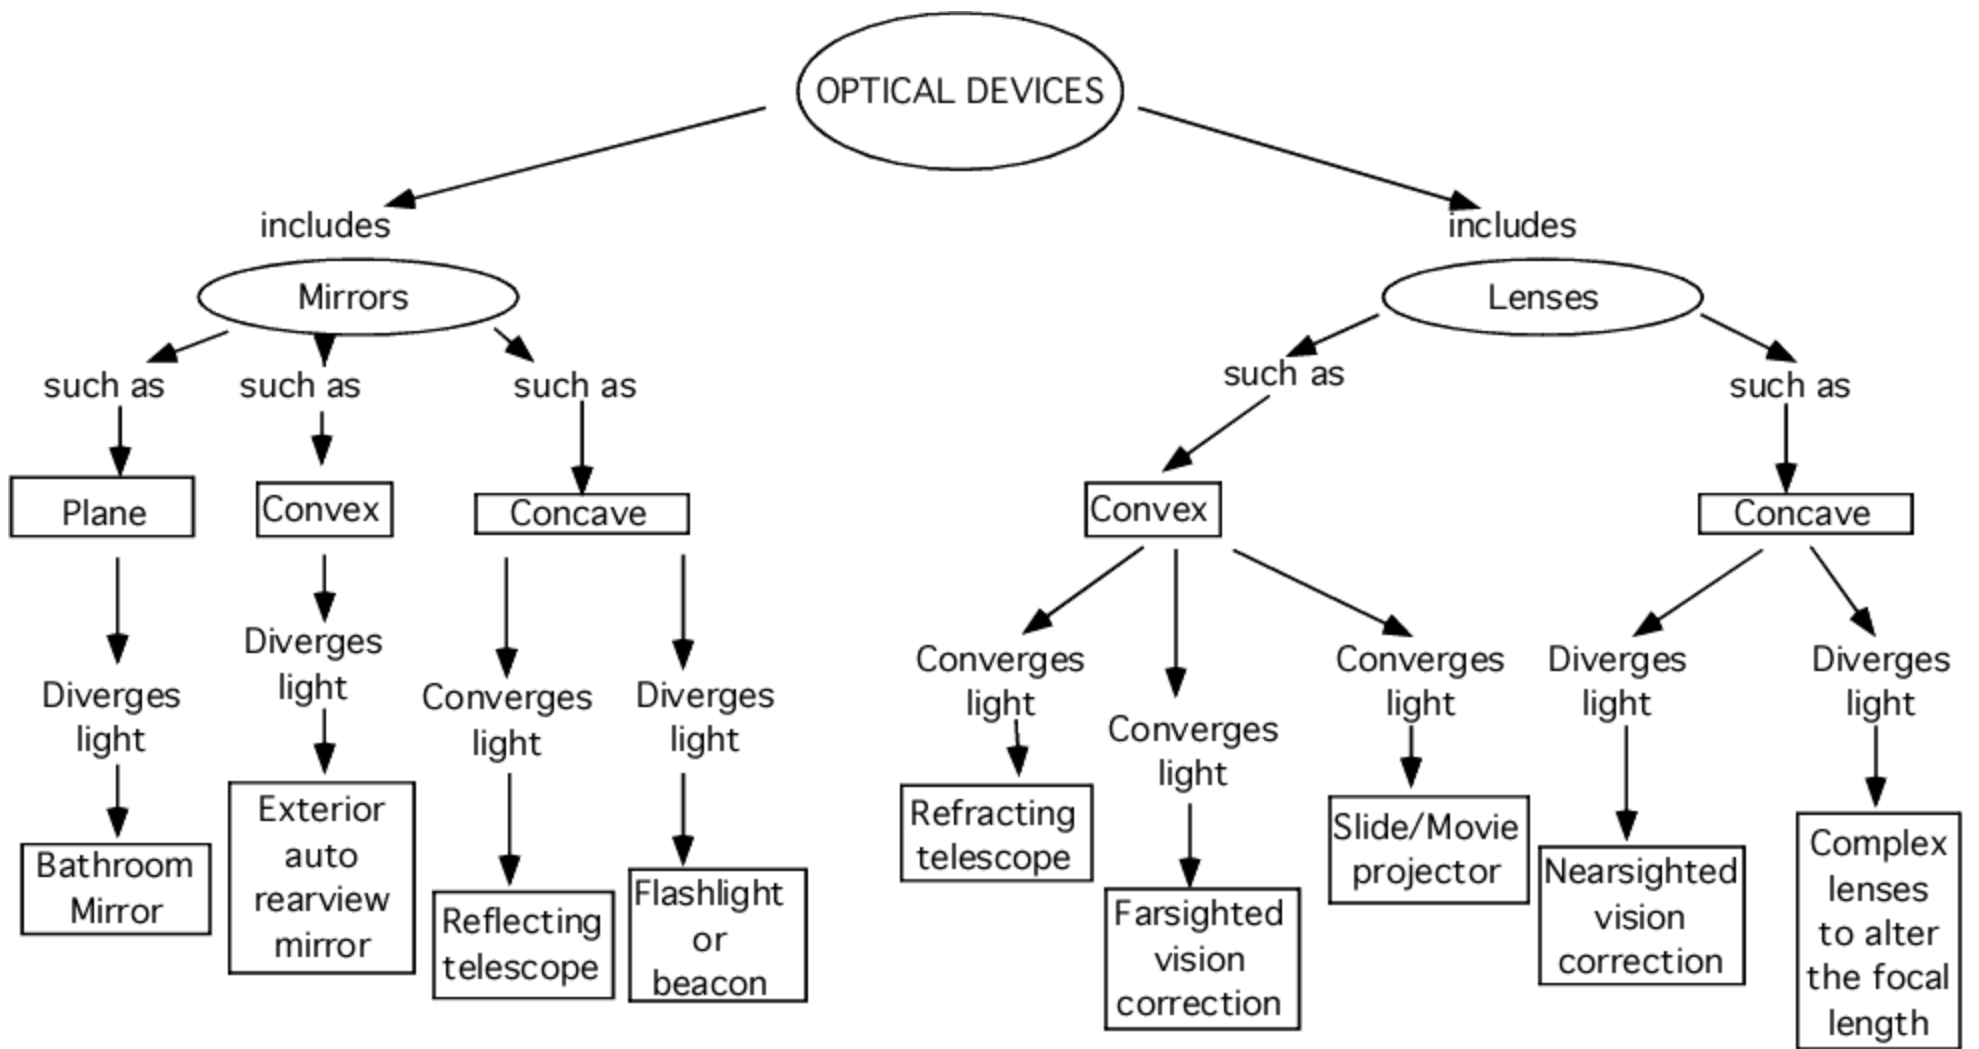 OPTICAL DEVICES
includes
includes
Mirrors
Lenses
such as
such as
such as
such as
such as
Plane
Convex
Concave
Convex
Concave
Diverges
light
Diverges
light
Converges
light
Diverges
light
Converges
light
Converges
light
Converges
light
Diverges
light
Diverges
light
Bathroom
Mirror
Exterior
auto
rearview
mirror
Reflecting
telescope
Flashlight
or
beacon
Refracting
telescope
Farsighted
vision
correction
Slide/Movie
projector
Nearsighted
vision
correction
Complex
lenses
to alter
the focal
length